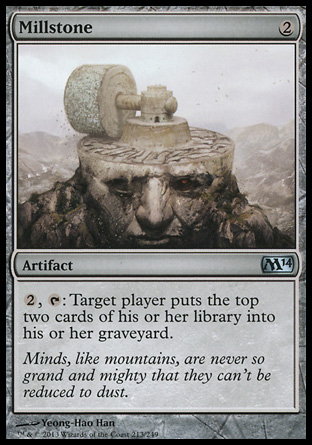 Millstone 2
Artifact M14
2, T: Target player puts the top
two cards of his or her library into
his or her graveyard.
Minds, like mountains, are never so
grand and mighty that they can't
be reduced to dust.
Yeong-Hao Han
™ & © 2013 Wizards of the Coast 213/249